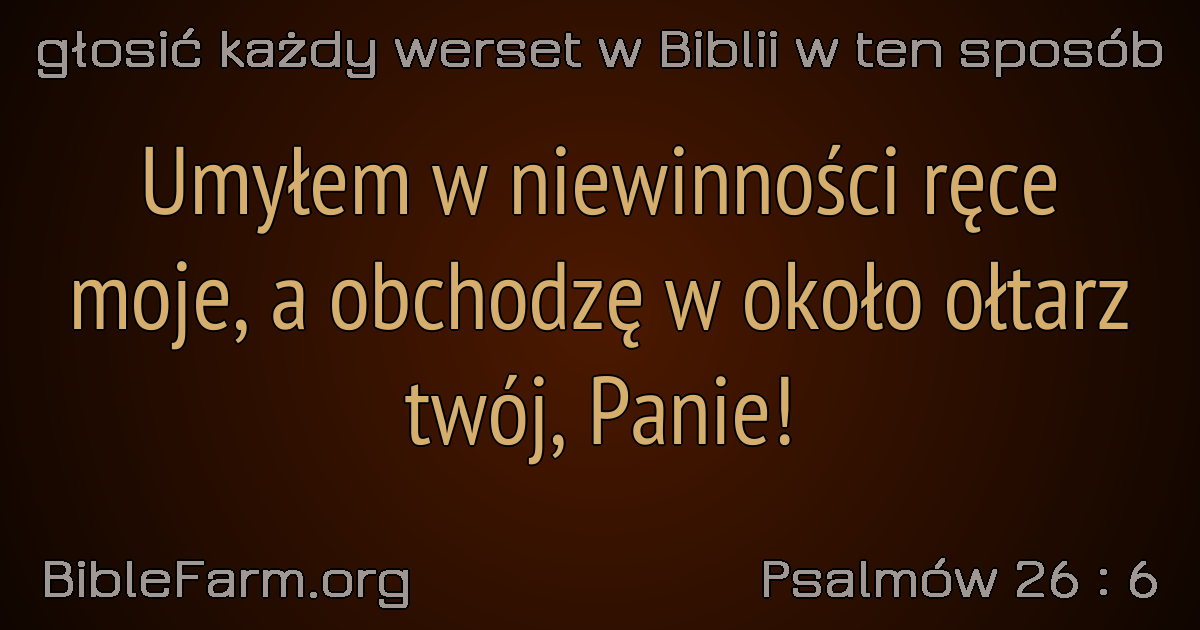 głosić każdy werset w Biblii w ten sposób
Umyłem w niewinności ręce
moje, a obchodzę w około ołtarz
twój, Panie!
BibleFarm.org
Psalmów 26 : 6